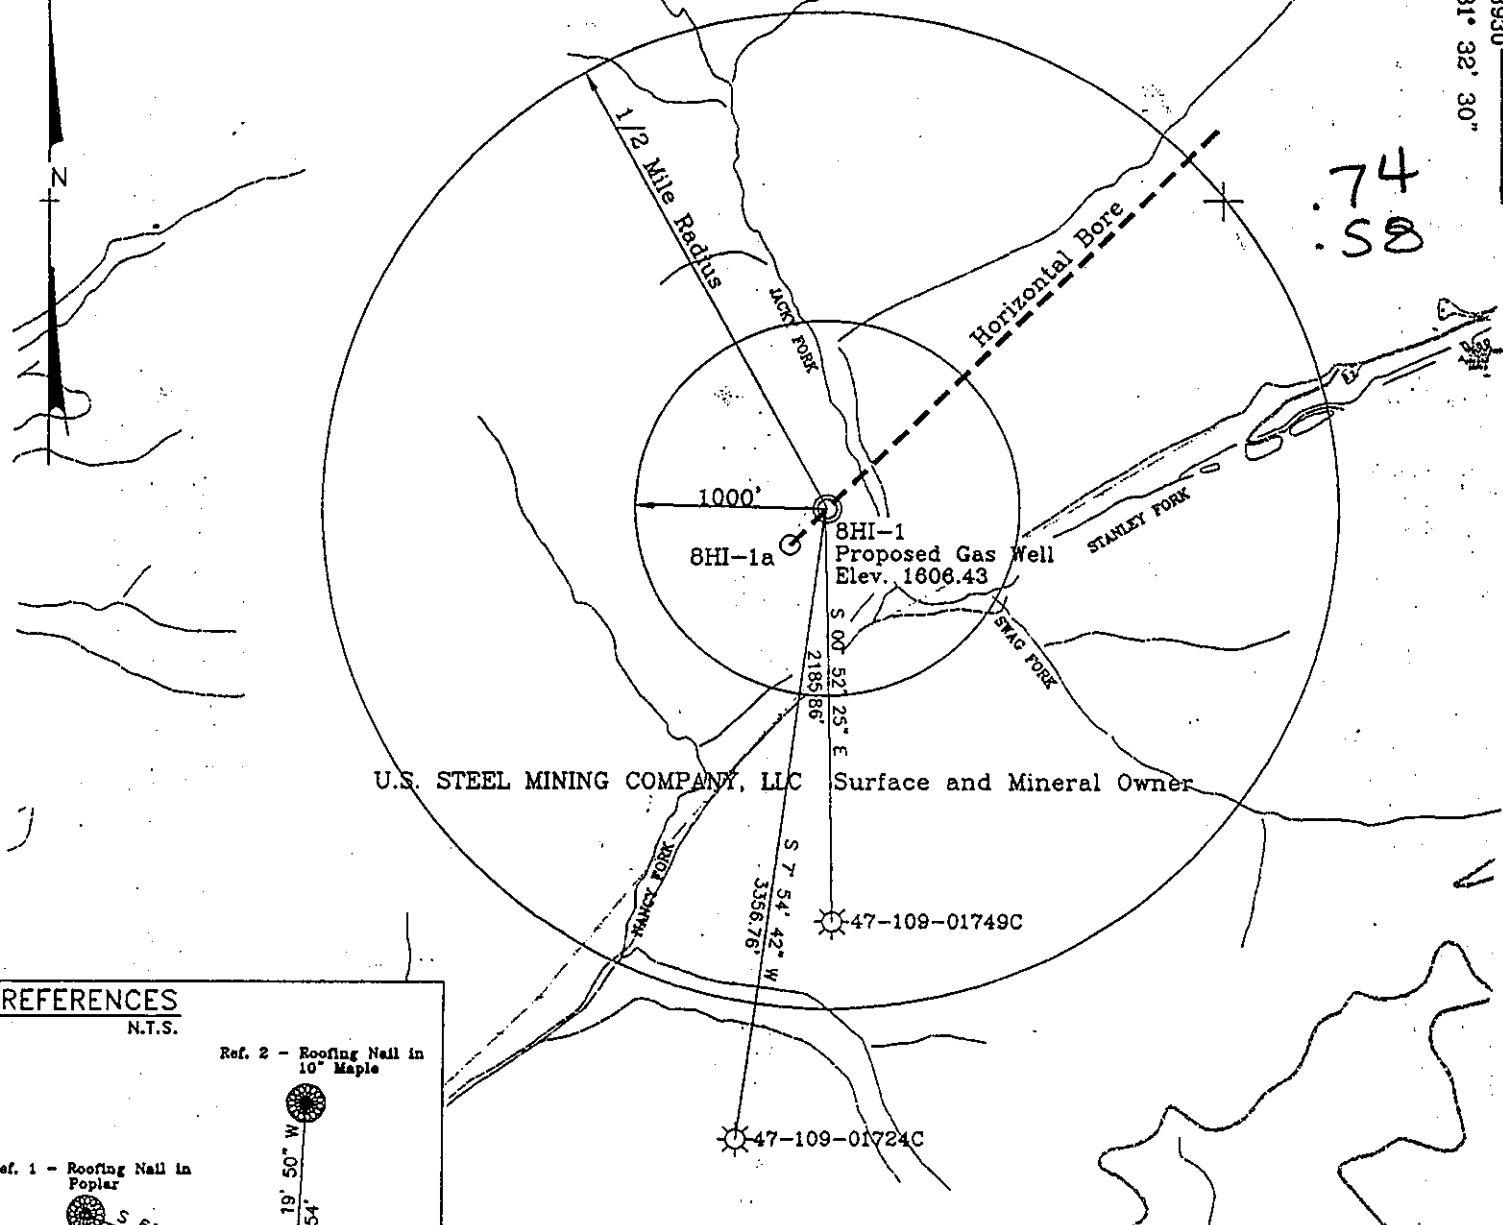 8930
81° 32' 30"
N
.74
.58
1/2 Mile Radius
Horizontal Bore
JACKY FORK
1000'
8HI-1
Proposed Gas Well
Elev. 1606.43
8HI-1a
STANLEY FORK
SWAG FORK
S 00° 52' 25" E
2185.86'
U.S. STEEL MINING COMPANY, LLC Surface and Mineral Owner
NANCY FORK
S 7° 54' 42" W
3356.76'
47-109-01749C
47-109-01724C
REFERENCES
N.T.S.
Ref. 2 - Roofing Nail in
10" Maple
19' 50" W
54'
ef. 1 - Roofing Nail in
Poplar
S